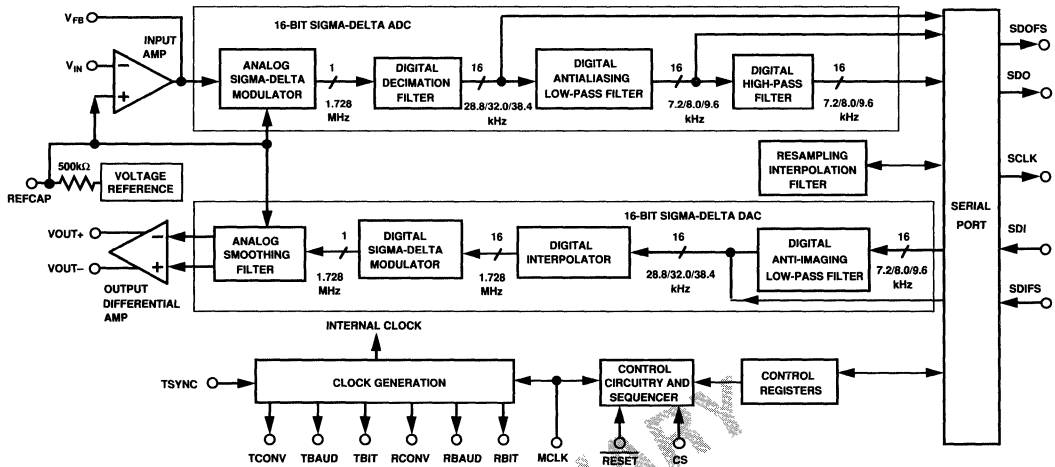 V_FB
V_IN
INPUT
AMP
16-BIT SIGMA-DELTA ADC
ANALOG
SIGMA-DELTA
MODULATOR
1
1.728
MHz
DIGITAL
DECIMATION
FILTER
16
28.8/32.0/38.4
kHz
DIGITAL
ANTIALIASING
LOW-PASS FILTER
16
7.2/8.0/9.6
kHz
DIGITAL
HIGH-PASS
FILTER
16
7.2/8.0/9.6
kHz
SERIAL
PORT
SDOFS
SDO
SCLK
SDI
SDIFS
500kΩ
REFCAP
VOLTAGE
REFERENCE
RESAMPLING
INTERPOLATION
FILTER
16-BIT SIGMA-DELTA DAC
VOUT+
VOUT–
OUTPUT
DIFFERENTIAL
AMP
ANALOG
SMOOTHING
FILTER
1
1.728
MHz
DIGITAL
SIGMA-DELTA
MODULATOR
16
1.728
MHz
DIGITAL
INTERPOLATOR
16
28.8/32.0/38.4
kHz
DIGITAL
ANTI-IMAGING
LOW-PASS FILTER
16
7.2/8.0/9.6
kHz
INTERNAL CLOCK
TSYNC
CLOCK GENERATION
CONTROL
CIRCUITRY AND
SEQUENCER
CONTROL
REGISTERS
TCONV
TBAUD
TBIT
RCONV
RBAUD
RBIT
MCLK
RESET
CS